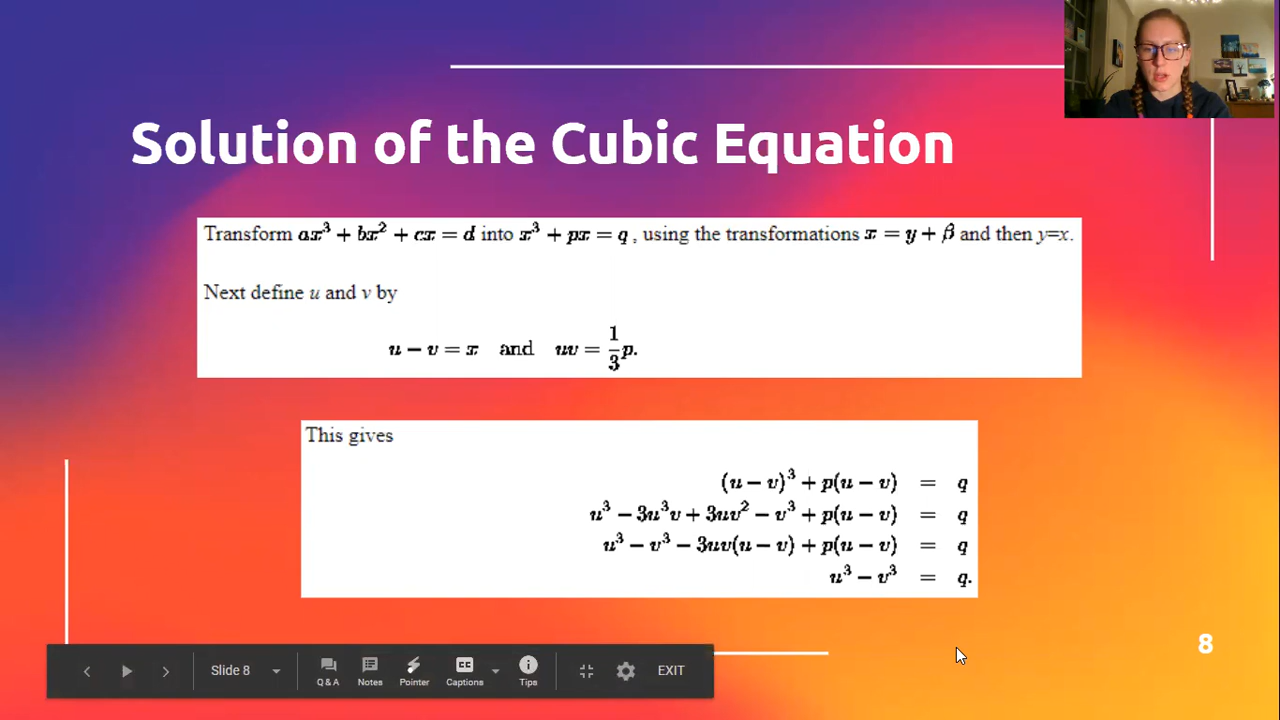 Solution of the Cubic Equation
Transform ax³ + bx² + cx = d into x³ + px = q , using the transformations x = y + β and then y=x.
Next define u and v by
u − v = x and uv = 1/3 p.
This gives
(u − v)³ + p(u − v) = q
u³ − 3u³v + 3uv² − v³ + p(u − v) = q
u³ − v³ − 3uv(u − v) + p(u − v) = q
u³ − v³ = q.
8
Slide 8
Q & A
Notes
Pointer
CC
Captions
Tips
EXIT